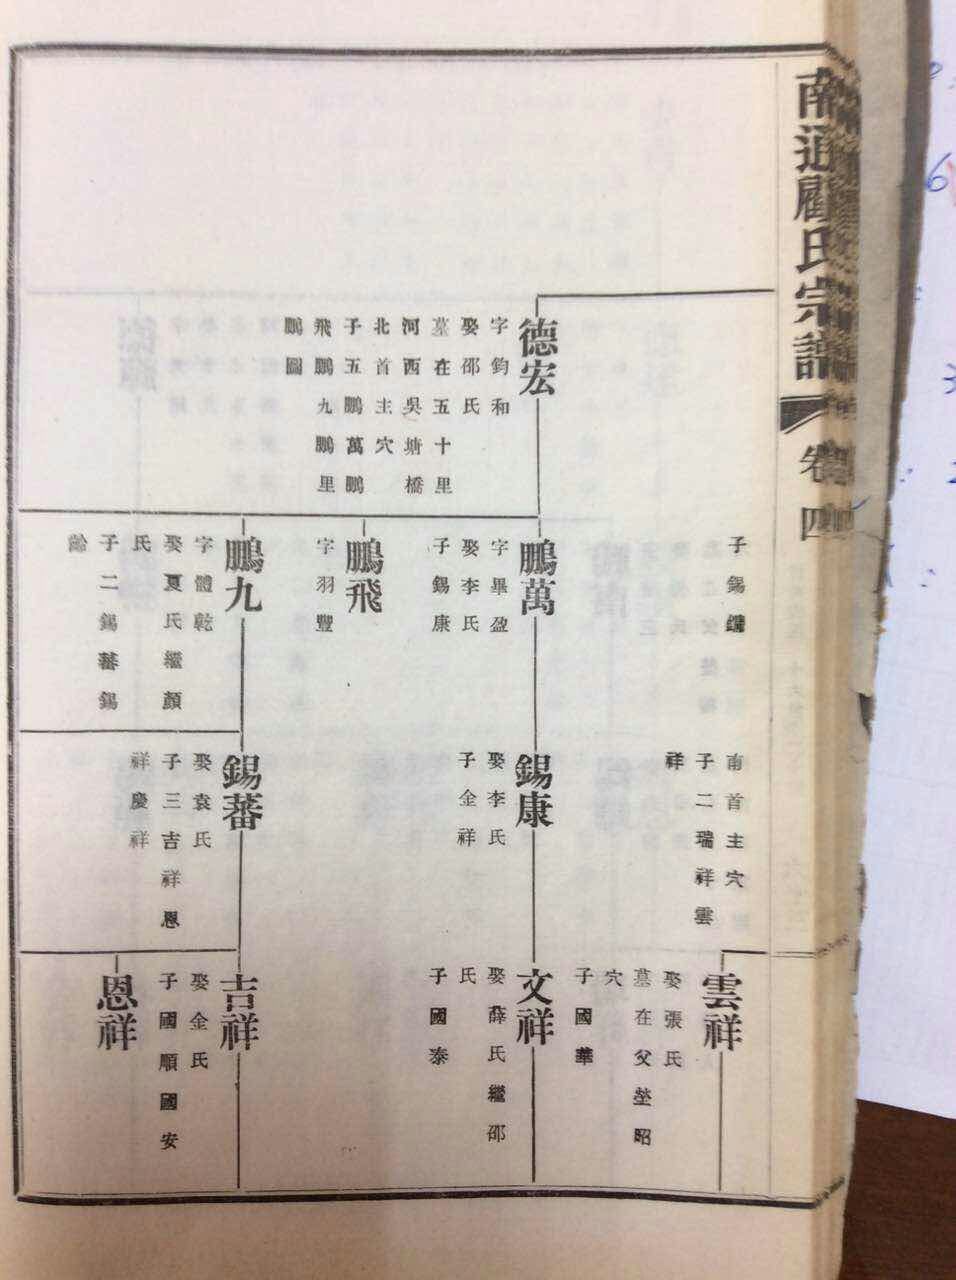 南通顧氏宗譜
卷四
德宏
字鈞和
娶邵氏
墓在五十里
河西吳塘橋
北首主穴
子五鵬萬鵬
飛鵬九鵬里
鵬圖
子錫鏞
鵬萬
字畢盈
娶李氏
子錫康
鵬飛
字羽豐
鵬九
字體乾
娶夏氏繼顏
氏
子二錫蕃錫
齡
南首主穴
子二瑞祥雲
祥
錫康
娶李氏
子金祥
錫蕃
娶袁氏
子三吉祥恩
祥慶祥
雲祥
娶張氏
墓在父塋昭
穴
子國華
文祥
娶薛氏繼邵
氏
子國泰
吉祥
娶金氏
子國順國安
恩祥